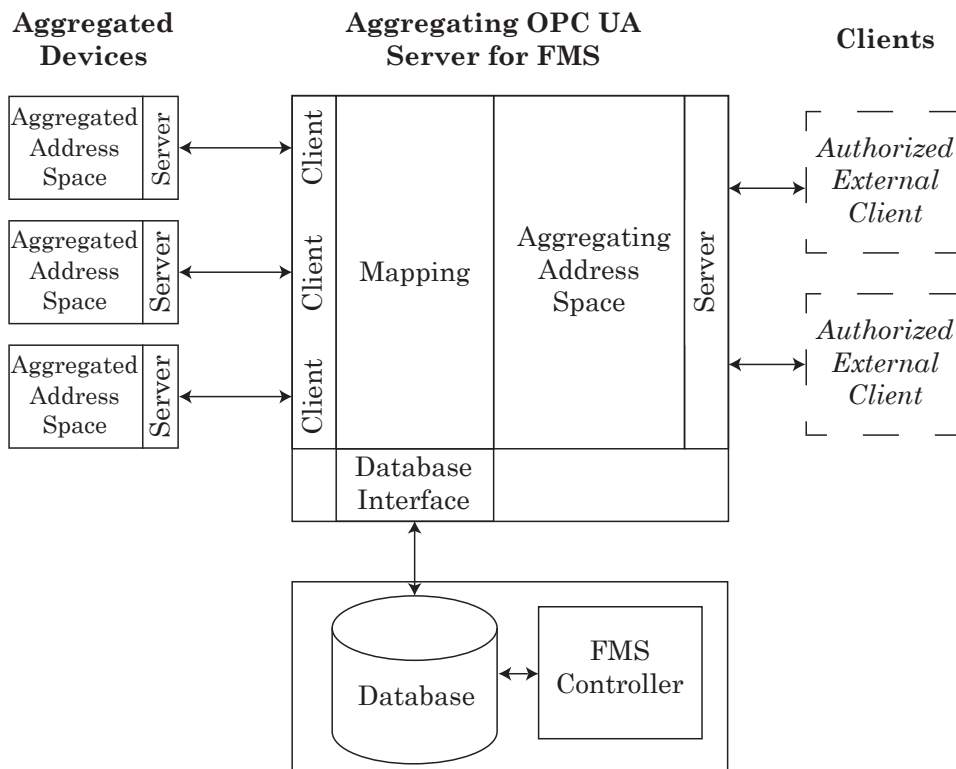 Aggregated
Devices
Aggregating OPC UA
Server for FMS
Clients
Aggregated
Address
Space
Server
Aggregated
Address
Space
Server
Aggregated
Address
Space
Server
Client
Client
Client
Mapping
Aggregating
Address
Space
Server
Authorized
External
Client
Authorized
External
Client
Database
Interface
Database
FMS
Controller